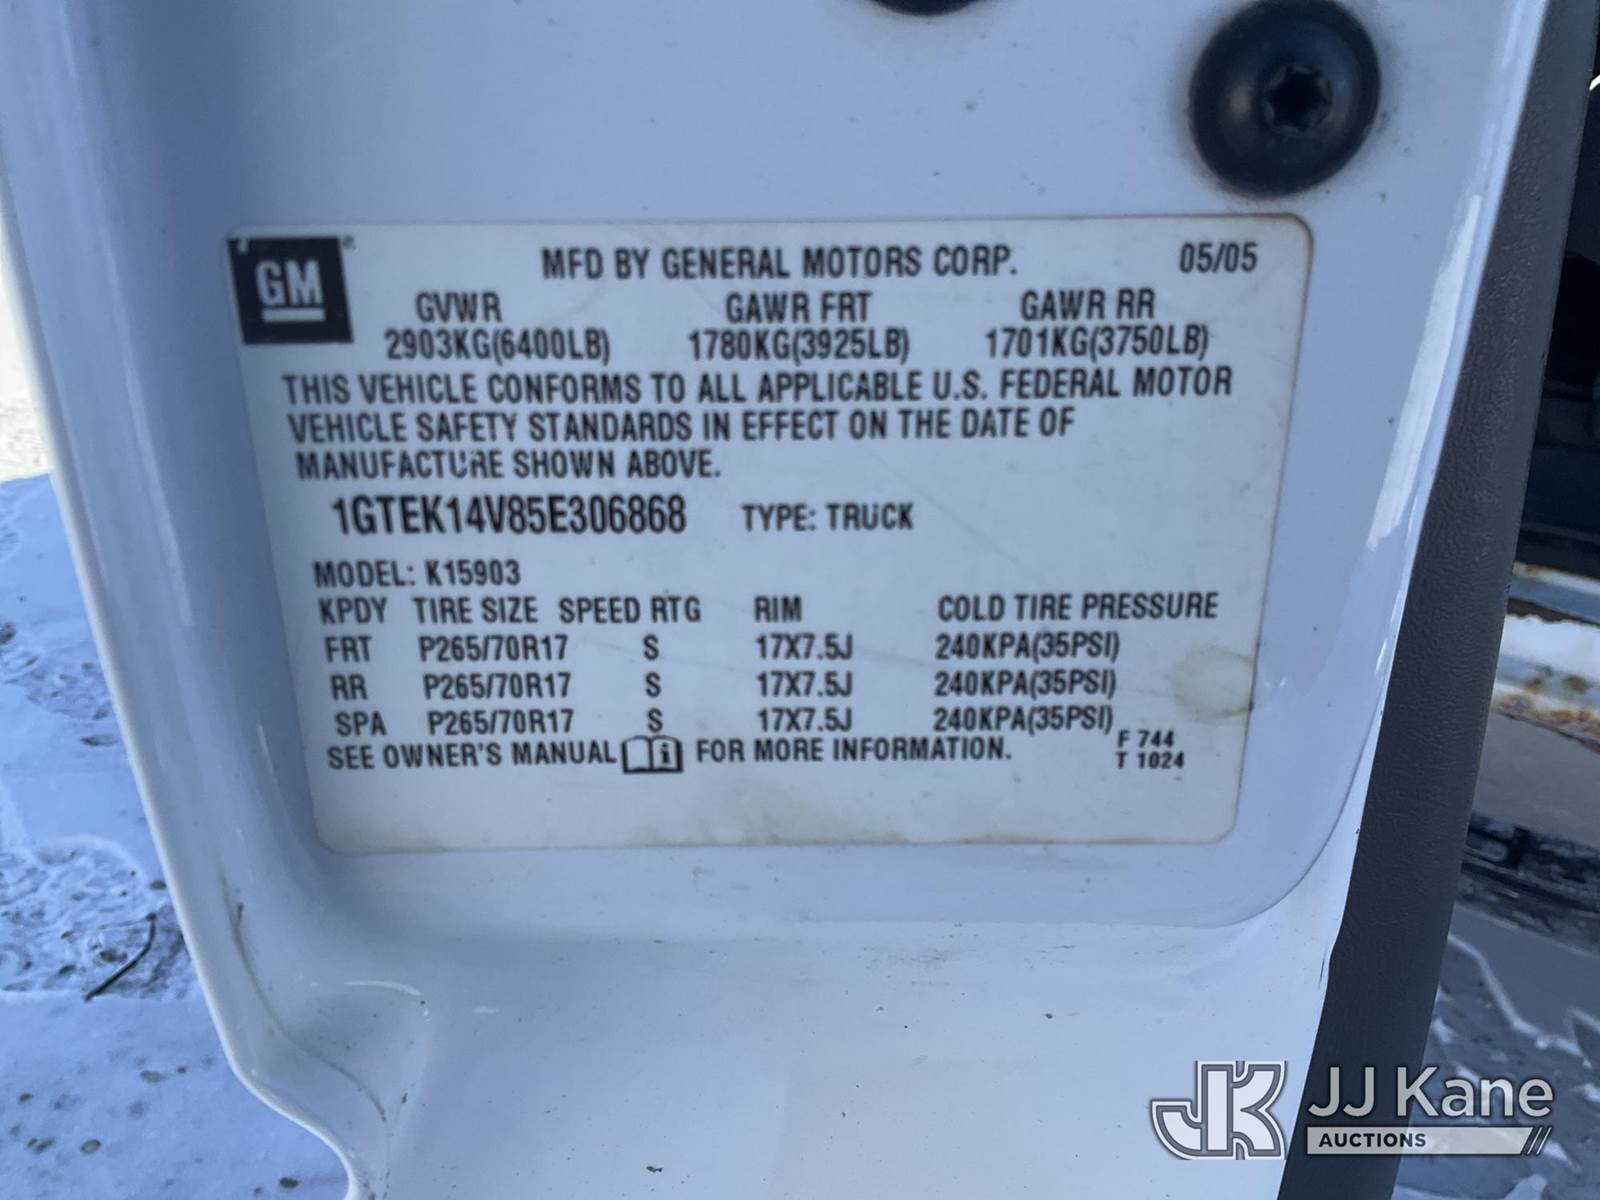 GM ® MFD BY GENERAL MOTORS CORP. 05/05
GVWR GAWR FRT GAWR RR
2903KG(6400LB) 1780KG(3925LB) 1701KG(3750LB)
THIS VEHICLE CONFORMS TO ALL APPLICABLE U.S. FEDERAL MOTOR
VEHICLE SAFETY STANDARDS IN EFFECT ON THE DATE OF
MANUFACTURE SHOWN ABOVE.
1GTEK14V85E306868 TYPE: TRUCK
MODEL: K15903
KPDY TIRE SIZE SPEED RTG RIM COLD TIRE PRESSURE
FRT P265/70R17 S 17X7.5J 240KPA(35PSI)
RR P265/70R17 S 17X7.5J 240KPA(35PSI)
SPA P265/70R17 S 17X7.5J 240KPA(35PSI)
SEE OWNER'S MANUAL i FOR MORE INFORMATION. F 744
T 1024
JK JJ Kane
AUCTIONS